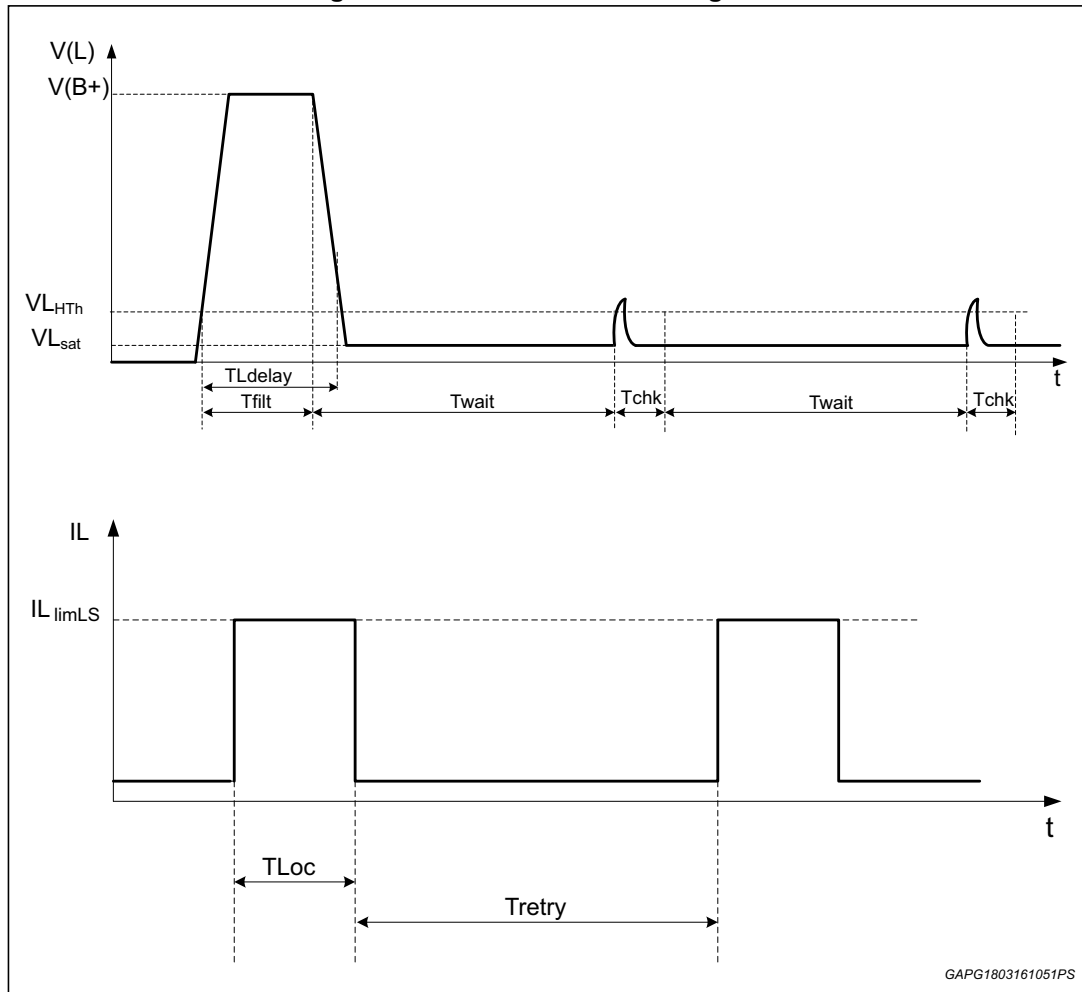 V(L)
V(B+)
VLHTh
VLsat
t
TLdelay
Tfilt
Twait
Tchk
Twait
Tchk
IL
IL limLS
t
TLoc
Tretry
GAPG1803161051PS